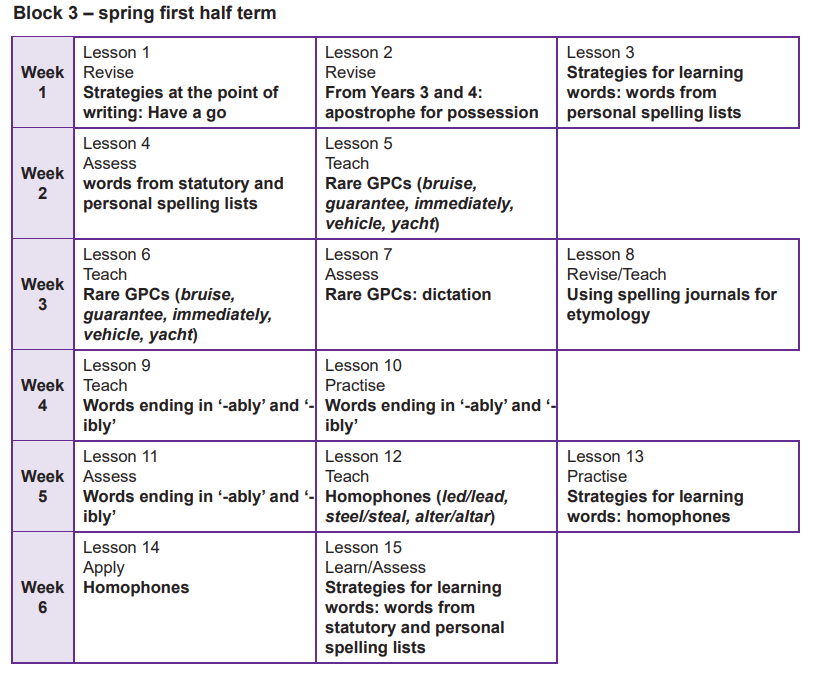 Block 3 – spring first half term
Week
1
Lesson 1
Revise
Strategies at the point of
writing: Have a go
Lesson 2
Revise
From Years 3 and 4:
apostrophe for possession
Lesson 3
Strategies for learning
words: words from
personal spelling lists
Week
2
Lesson 4
Assess
words from statutory and
personal spelling lists
Lesson 5
Teach
Rare GPCs (bruise,
guarantee, immediately,
vehicle, yacht)
Week
3
Lesson 6
Teach
Rare GPCs (bruise,
guarantee, immediately,
vehicle, yacht)
Lesson 7
Assess
Rare GPCs: dictation
Lesson 8
Revise/Teach
Using spelling journals for
etymology
Week
4
Lesson 9
Teach
Words ending in ‘-ably’ and ‘-
ibly’
Lesson 10
Practise
Words ending in ‘-ably’ and ‘-
ibly’
Week
5
Lesson 11
Assess
Words ending in ‘-ably’ and ‘-
ibly’
Lesson 12
Teach
Homophones (led/lead,
steel/steal, alter/altar)
Lesson 13
Practise
Strategies for learning
words: homophones
Week
6
Lesson 14
Apply
Homophones
Lesson 15
Learn/Assess
Strategies for learning
words: words from
statutory and personal
spelling lists